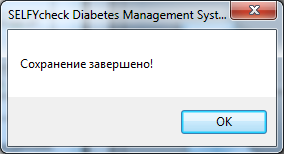 SELFYcheck Diabetes Management Syst...
Сохранение завершено!
OK